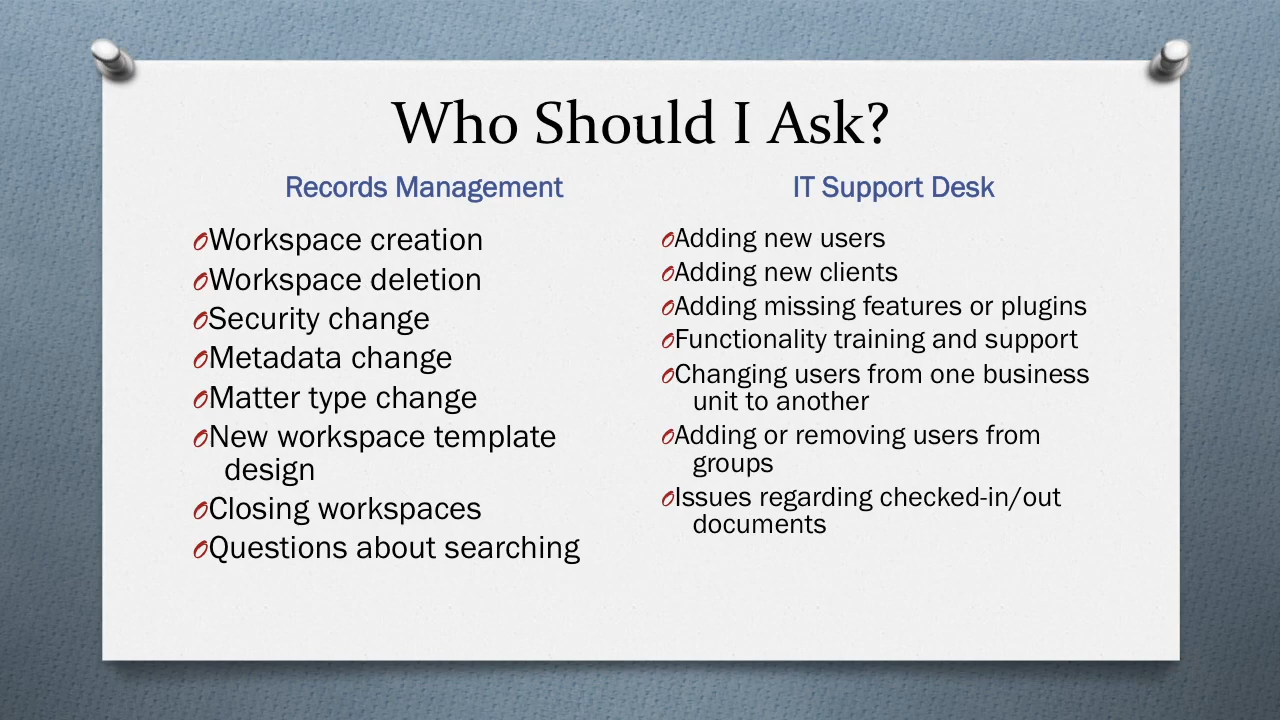 Who Should I Ask?
Records Management
Workspace creation
Workspace deletion
Security change
Metadata change
Matter type change
New workspace template
design
Closing workspaces
Questions about searching
IT Support Desk
Adding new users
Adding new clients
Adding missing features or plugins
Functionality training and support
Changing users from one business
unit to another
Adding or removing users from
groups
Issues regarding checked-in/out
documents